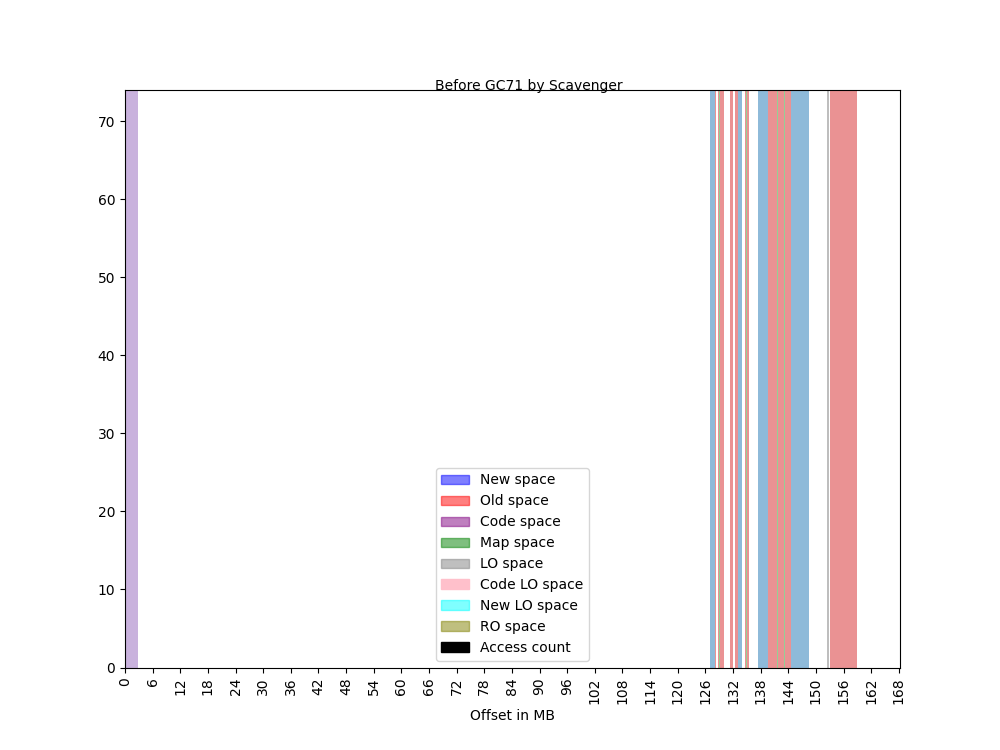 Before GC71 by Scavenger
70
60
50
40
30
20
10
0
New space
Old space
Code space
Map space
LO space
Code LO space
New LO space
RO space
Access count
0 6 12 18 24 30 36 42 48 54 60 66 72 78 84 90 96 102 108 114 120 126 132 138 144 150 156 162 168
Offset in MB